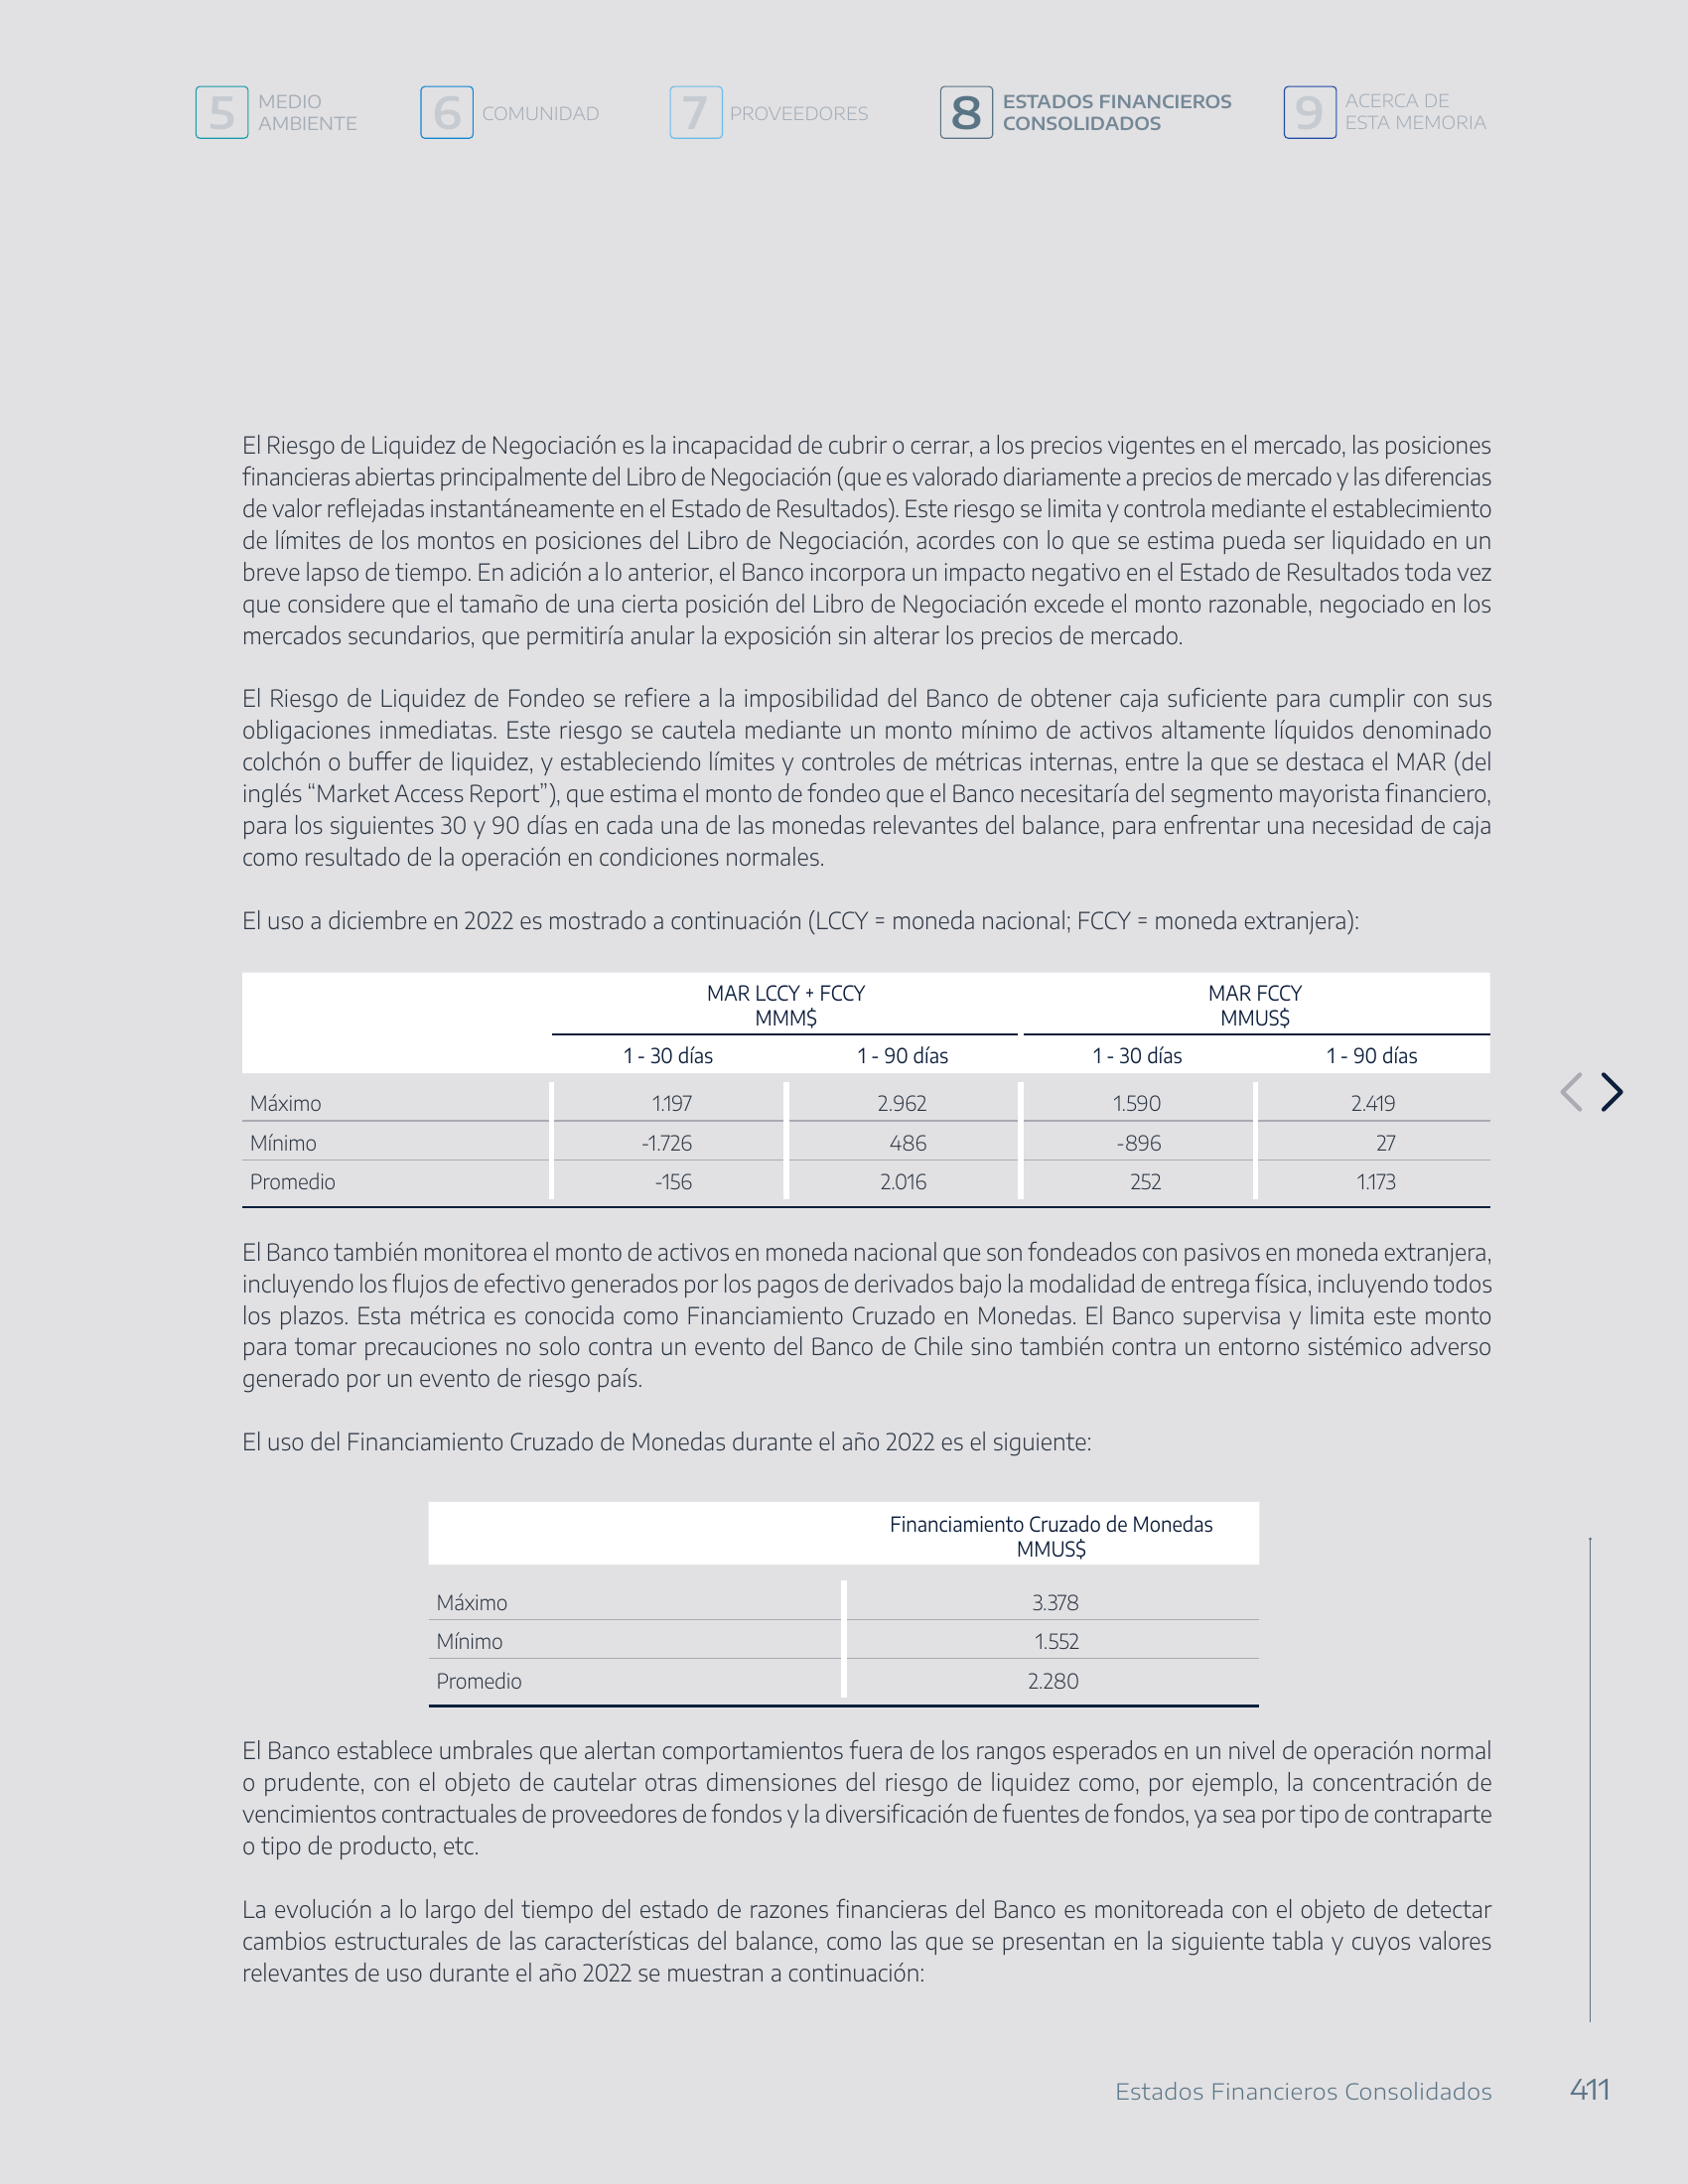 5 MEDIO AMBIENTE
6 COMUNIDAD
7 PROVEEDORES
8 ESTADOS FINANCIEROS CONSOLIDADOS
9 ACERCA DE ESTA MEMORIA
El Riesgo de Liquidez de Negociación es la incapacidad de cubrir o cerrar, a los precios vigentes en el mercado, las posiciones
financieras abiertas principalmente del Libro de Negociación (que es valorado diariamente a precios de mercado y las diferencias
de valor reflejadas instantáneamente en el Estado de Resultados). Este riesgo se limita y controla mediante el establecimiento
de límites de los montos en posiciones del Libro de Negociación, acordes con lo que se estima pueda ser liquidado en un
breve lapso de tiempo. En adición a lo anterior, el Banco incorpora un impacto negativo en el Estado de Resultados toda vez
que considere que el tamaño de una cierta posición del Libro de Negociación excede el monto razonable, negociado en los
mercados secundarios, que permitiría anular la exposición sin alterar los precios de mercado.
El Riesgo de Liquidez de Fondeo se refiere a la imposibilidad del Banco de obtener caja suficiente para cumplir con sus
obligaciones inmediatas. Este riesgo se cautela mediante un monto mínimo de activos altamente líquidos denominado
colchón o buffer de liquidez, y estableciendo límites y controles de métricas internas, entre la que se destaca el MAR (del
inglés “Market Access Report”), que estima el monto de fondeo que el Banco necesitaría del segmento mayorista financiero,
para los siguientes 30 y 90 días en cada una de las monedas relevantes del balance, para enfrentar una necesidad de caja
como resultado de la operación en condiciones normales.
El uso a diciembre en 2022 es mostrado a continuación (LCCY = moneda nacional; FCCY = moneda extranjera):
MAR LCCY + FCCY MAR FCCY
MMM$ MMUS$
1 - 30 días 1 - 90 días 1 - 30 días 1 - 90 días
Máximo 1.197 2.962 1.590 2.419
Mínimo -1.726 486 -896 27
Promedio -156 2.016 252 1.173
El Banco también monitorea el monto de activos en moneda nacional que son fondeados con pasivos en moneda extranjera,
incluyendo los flujos de efectivo generados por los pagos de derivados bajo la modalidad de entrega física, incluyendo todos
los plazos. Esta métrica es conocida como Financiamiento Cruzado en Monedas. El Banco supervisa y limita este monto
para tomar precauciones no solo contra un evento del Banco de Chile sino también contra un entorno sistémico adverso
generado por un evento de riesgo país.
El uso del Financiamiento Cruzado de Monedas durante el año 2022 es el siguiente:
Financiamiento Cruzado de Monedas
MMUS$
Máximo 3.378
Mínimo 1.552
Promedio 2.280
El Banco establece umbrales que alertan comportamientos fuera de los rangos esperados en un nivel de operación normal
o prudente, con el objeto de cautelar otras dimensiones del riesgo de liquidez como, por ejemplo, la concentración de
vencimientos contractuales de proveedores de fondos y la diversificación de fuentes de fondos, ya sea por tipo de contraparte
o tipo de producto, etc.
La evolución a lo largo del tiempo del estado de razones financieras del Banco es monitoreada con el objeto de detectar
cambios estructurales de las características del balance, como las que se presentan en la siguiente tabla y cuyos valores
relevantes de uso durante el año 2022 se muestran a continuación:
Estados Financieros Consolidados 411